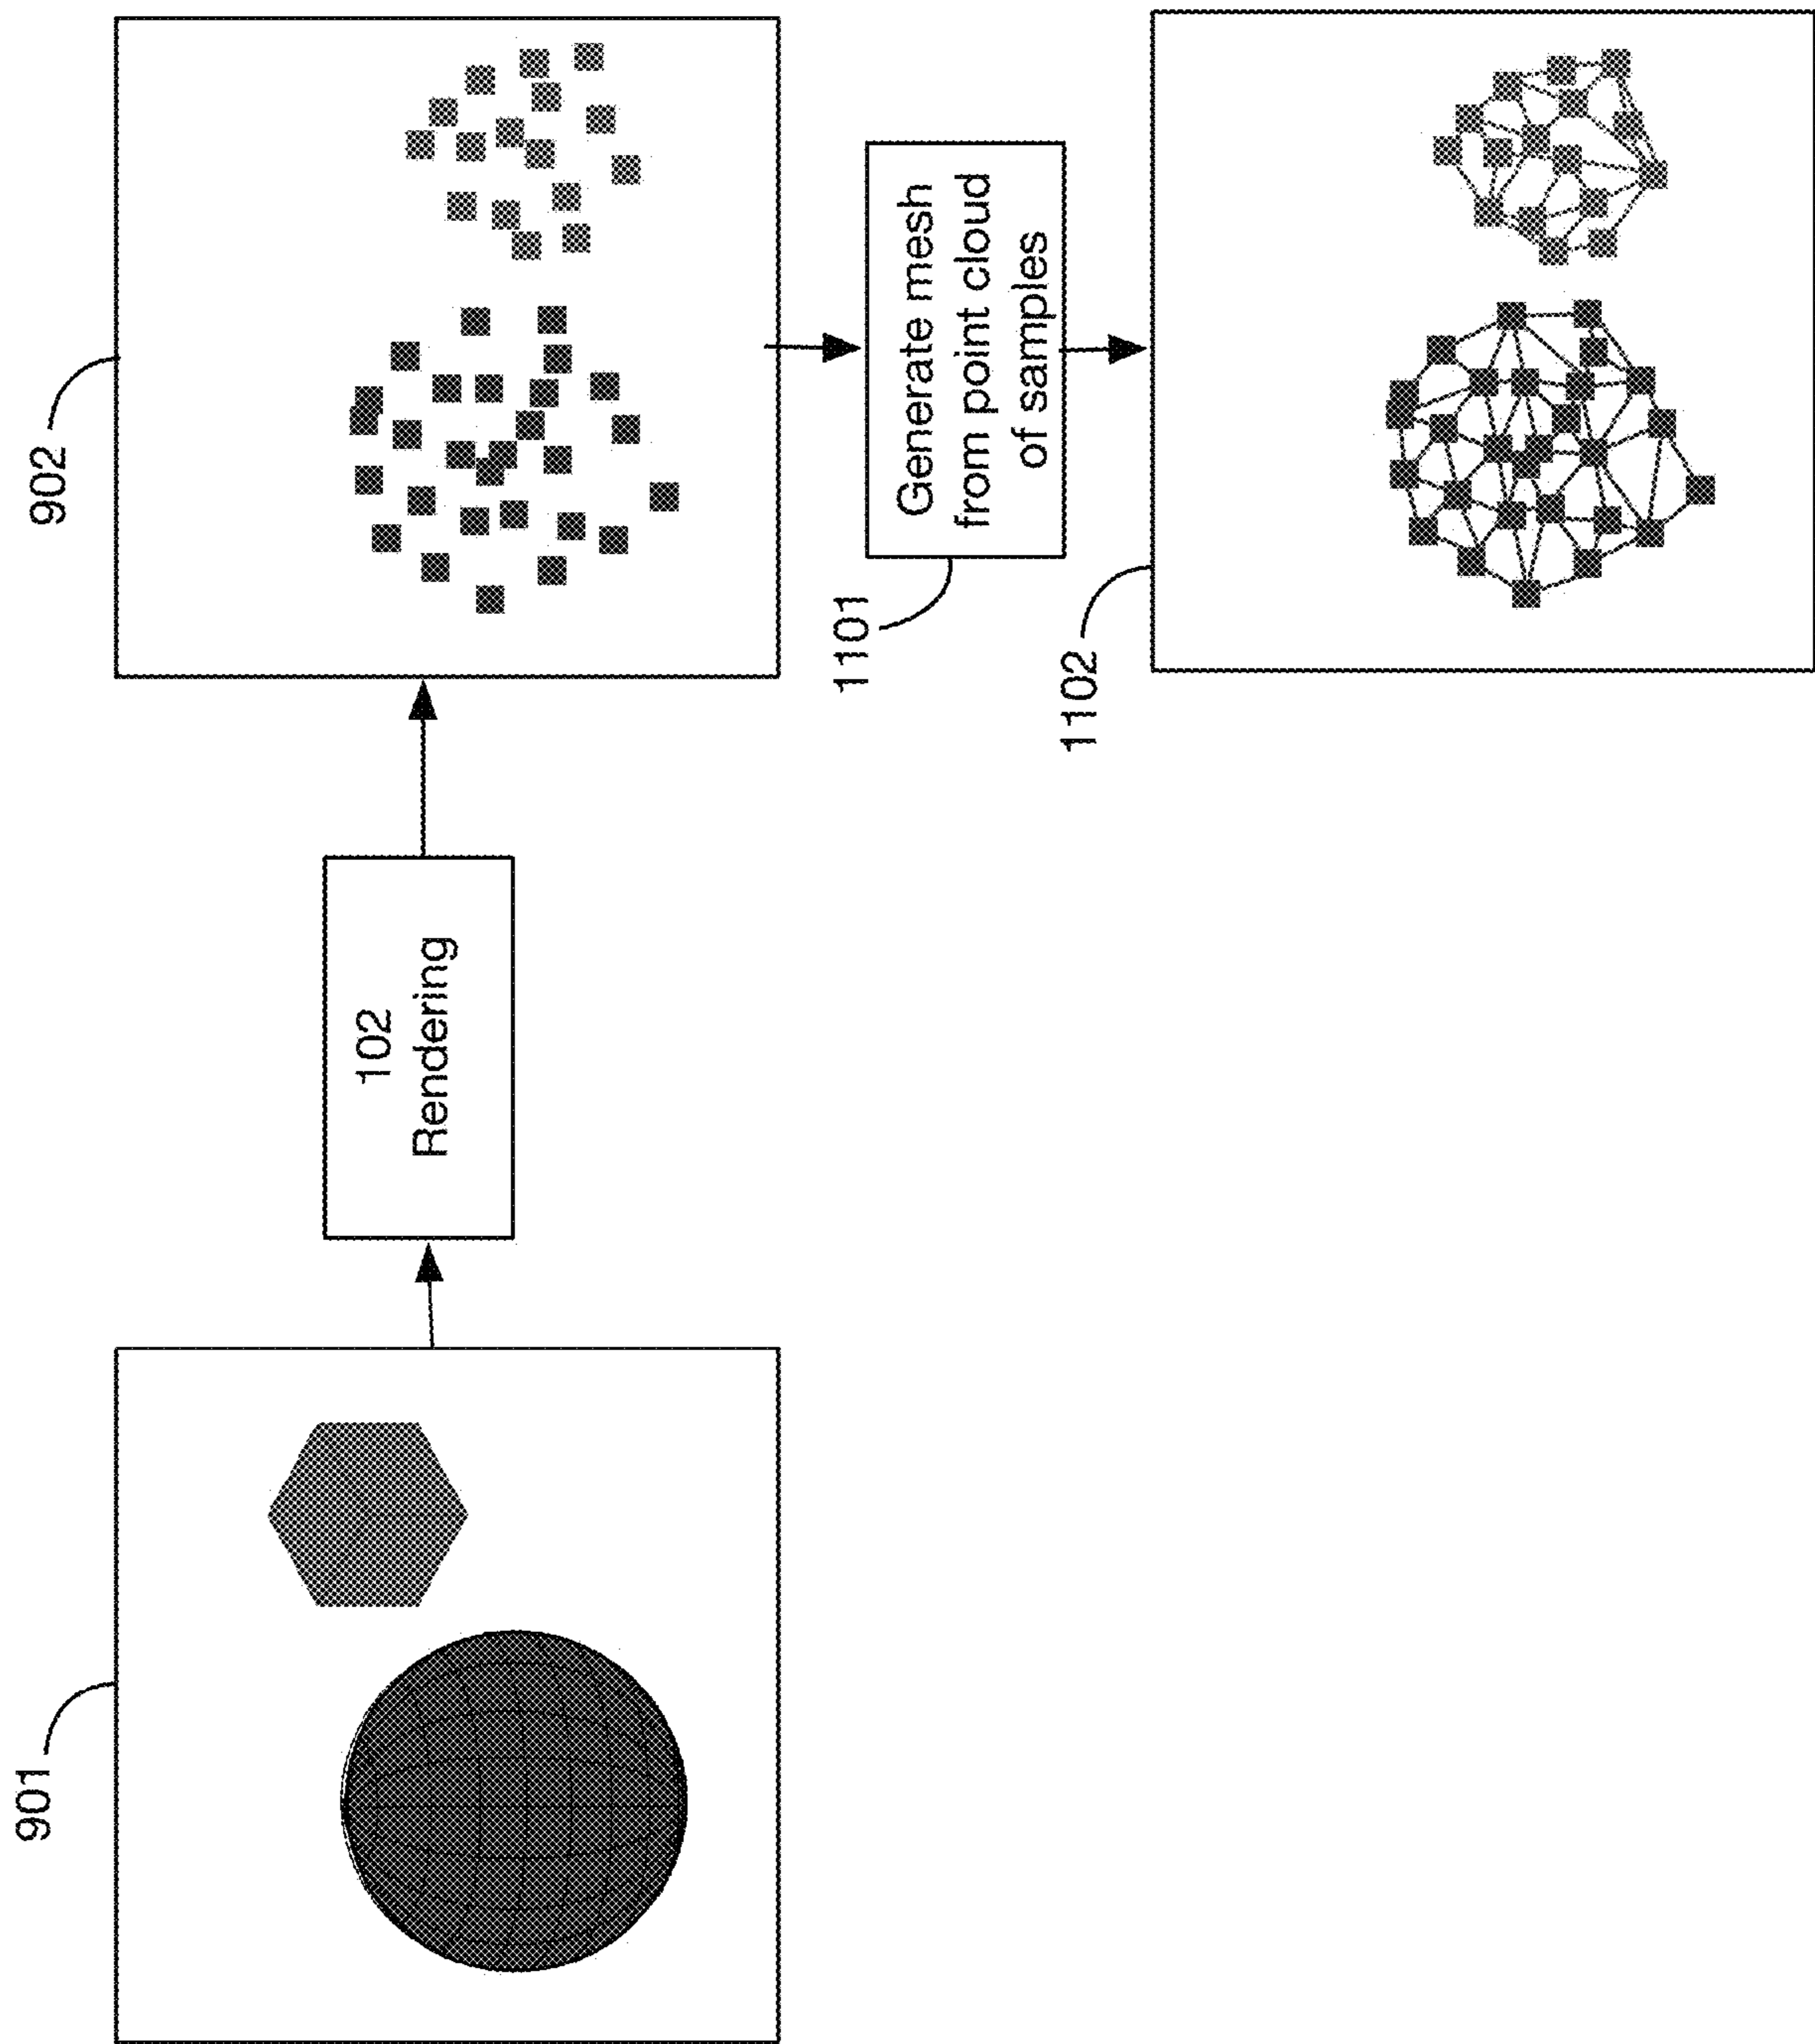 901
102
Rendering
902
1101
Generate mesh
from point cloud
of samples
1102